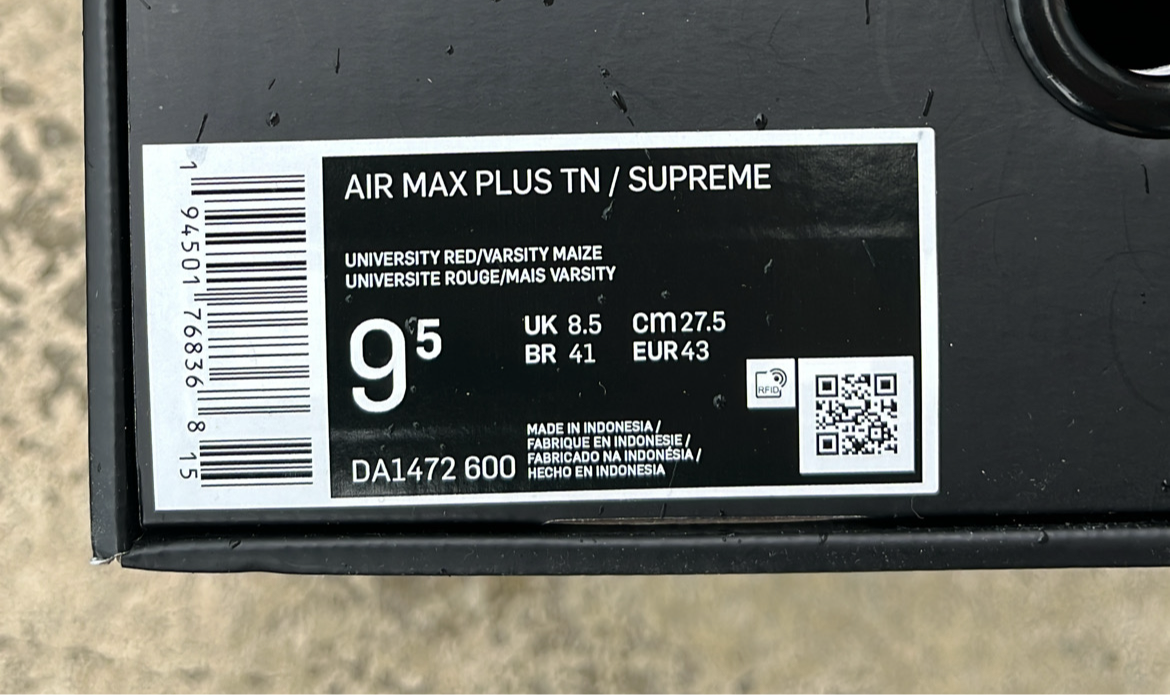 1 94501 76836 8 15
AIR MAX PLUS TN / SUPREME
UNIVERSITY RED/VARSITY MAIZE
UNIVERSITE ROUGE/MAIS VARSITY
9⁵
UK 8.5 cm 27.5
BR 41 EUR 43
RFID
MADE IN INDONESIA /
FABRIQUE EN INDONESIE /
FABRICADO NA INDONÉSIA /
HECHO EN INDONESIA
DA1472 600